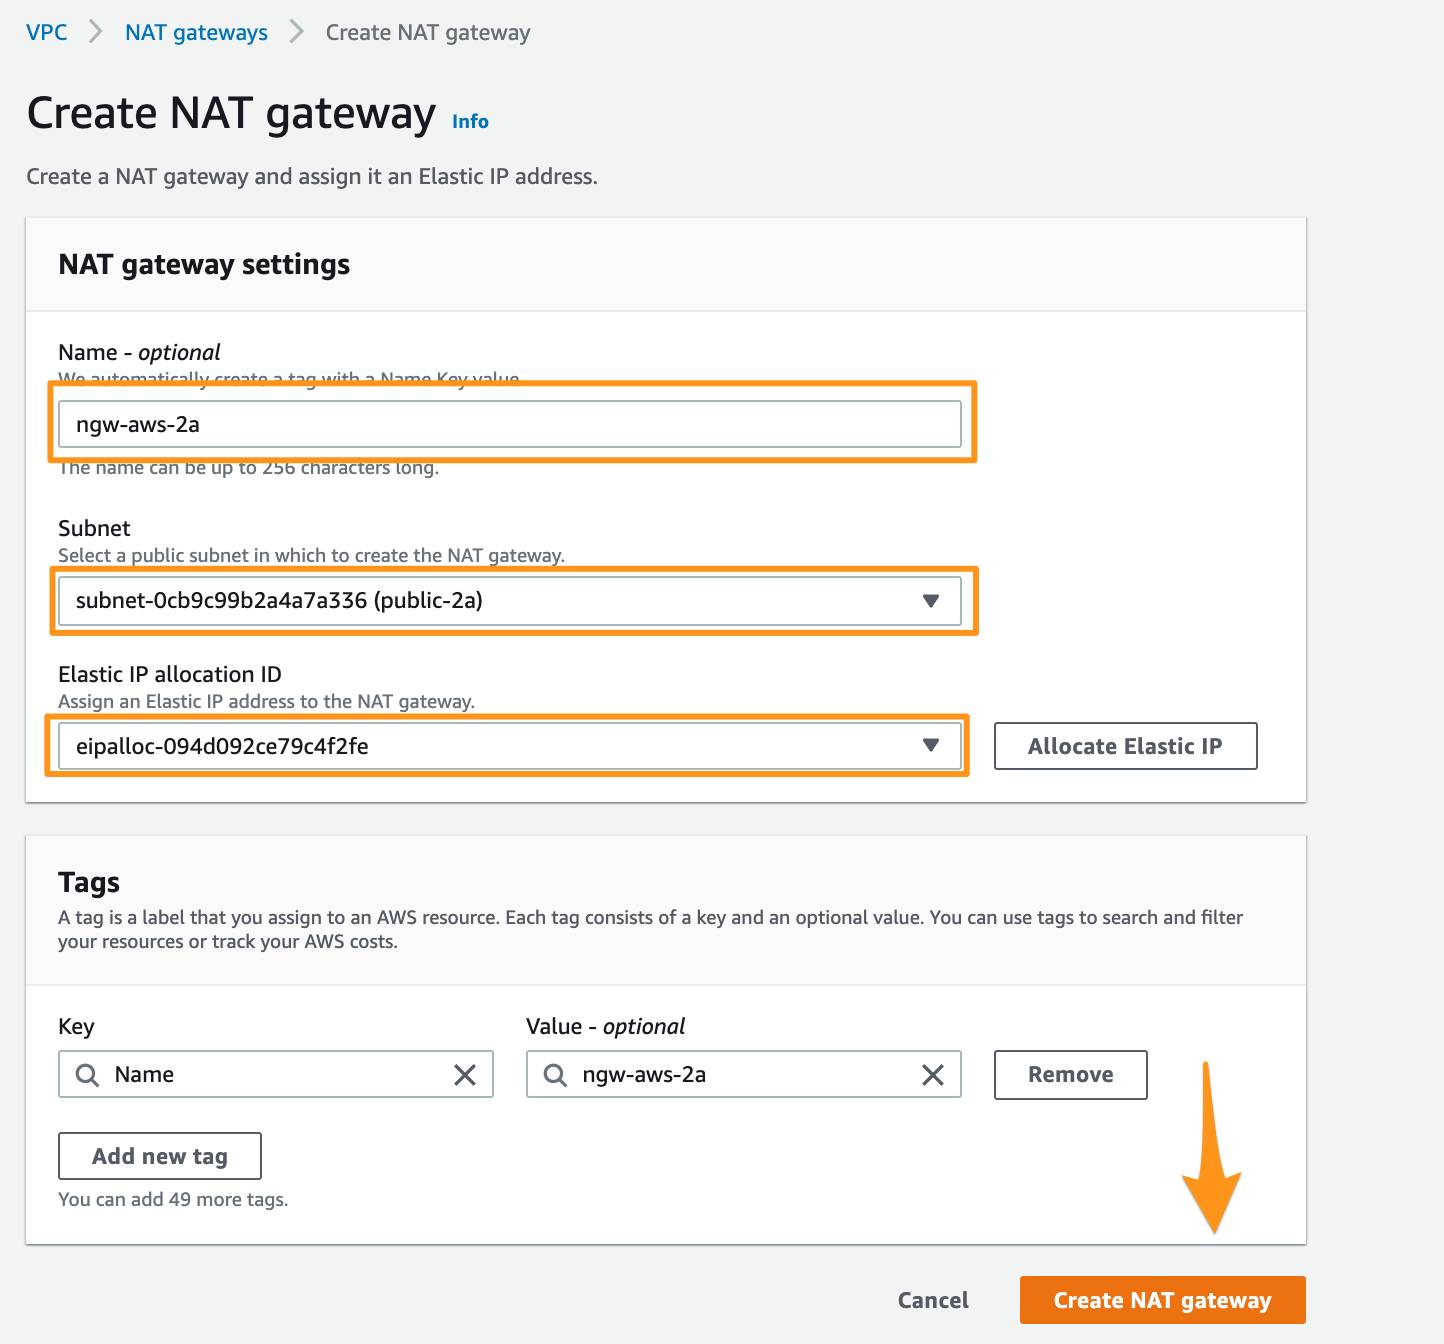 VPC > NAT gateways > Create NAT gateway
Create NAT gateway Info
Create a NAT gateway and assign it an Elastic IP address.
NAT gateway settings
Name - optional
We automatically create a tag with a Name Key value
ngw-aws-2a
The name can be up to 256 characters long.
Subnet
Select a public subnet in which to create the NAT gateway.
subnet-0cb9c99b2a4a7a336 (public-2a)
Elastic IP allocation ID
Assign an Elastic IP address to the NAT gateway.
eipalloc-094d092ce79c4f2fe
Allocate Elastic IP
Tags
A tag is a label that you assign to an AWS resource. Each tag consists of a key and an optional value. You can use tags to search and filter
your resources or track your AWS costs.
Key
Value - optional
Name
ngw-aws-2a
Remove
Add new tag
You can add 49 more tags.
Cancel
Create NAT gateway